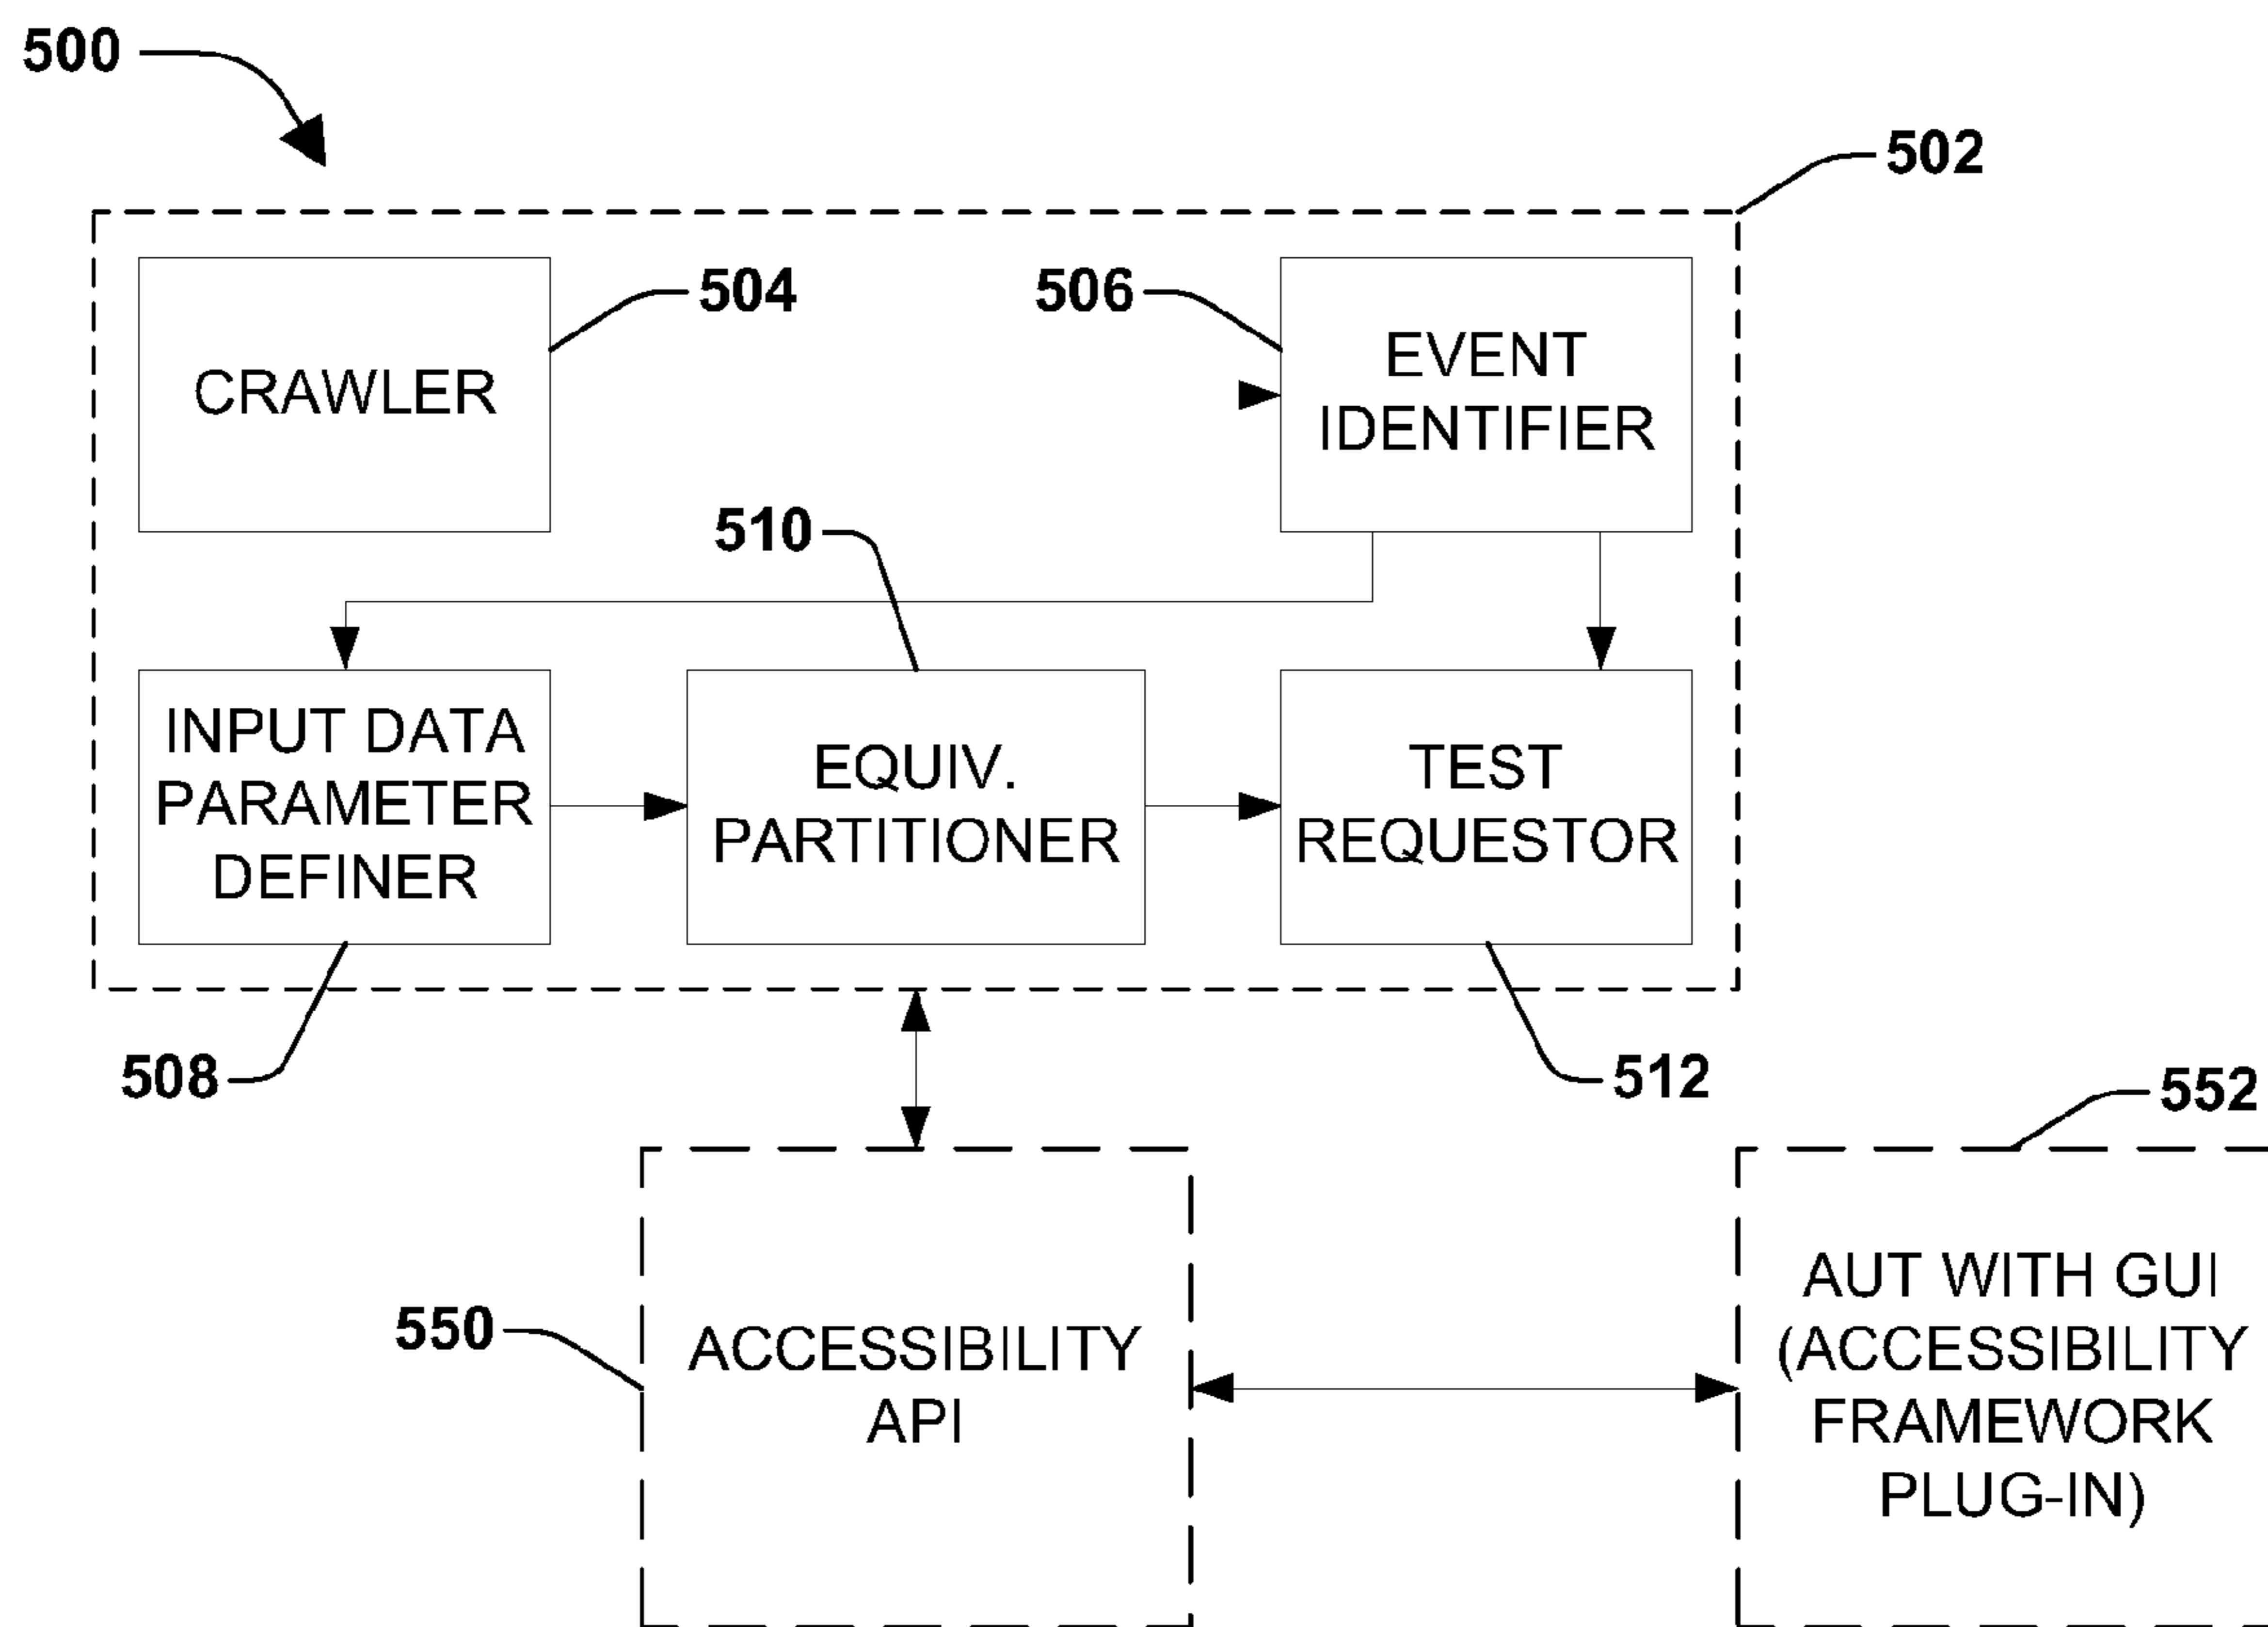 500
502
504
506
CRAWLER
EVENT
IDENTIFIER
510
INPUT DATA
PARAMETER
DEFINER
EQUIV.
PARTITIONER
TEST
REQUESTOR
508
512
552
550
ACCESSIBILITY
API
AUT WITH GUI
(ACCESSIBILITY
FRAMEWORK
PLUG-IN)